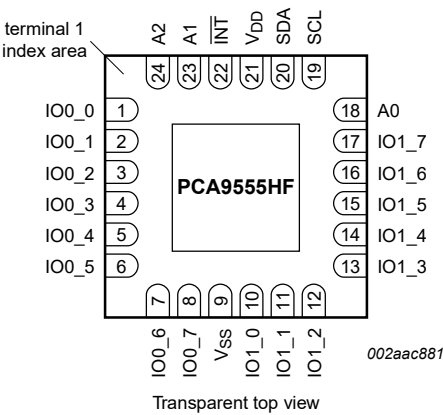 terminal 1
index area
A2
A1
INT
VDD
SDA
SCL
24
23
22
21
20
19
IO0_0
1
18
A0
IO0_1
2
17
IO1_7
IO0_2
3
16
IO1_6
PCA9555HF
IO0_3
4
15
IO1_5
IO0_4
5
14
IO1_4
IO0_5
6
13
IO1_3
7
8
9
10
11
12
IO0_6
IO0_7
VSS
IO1_0
IO1_1
IO1_2
002aac881
Transparent top view